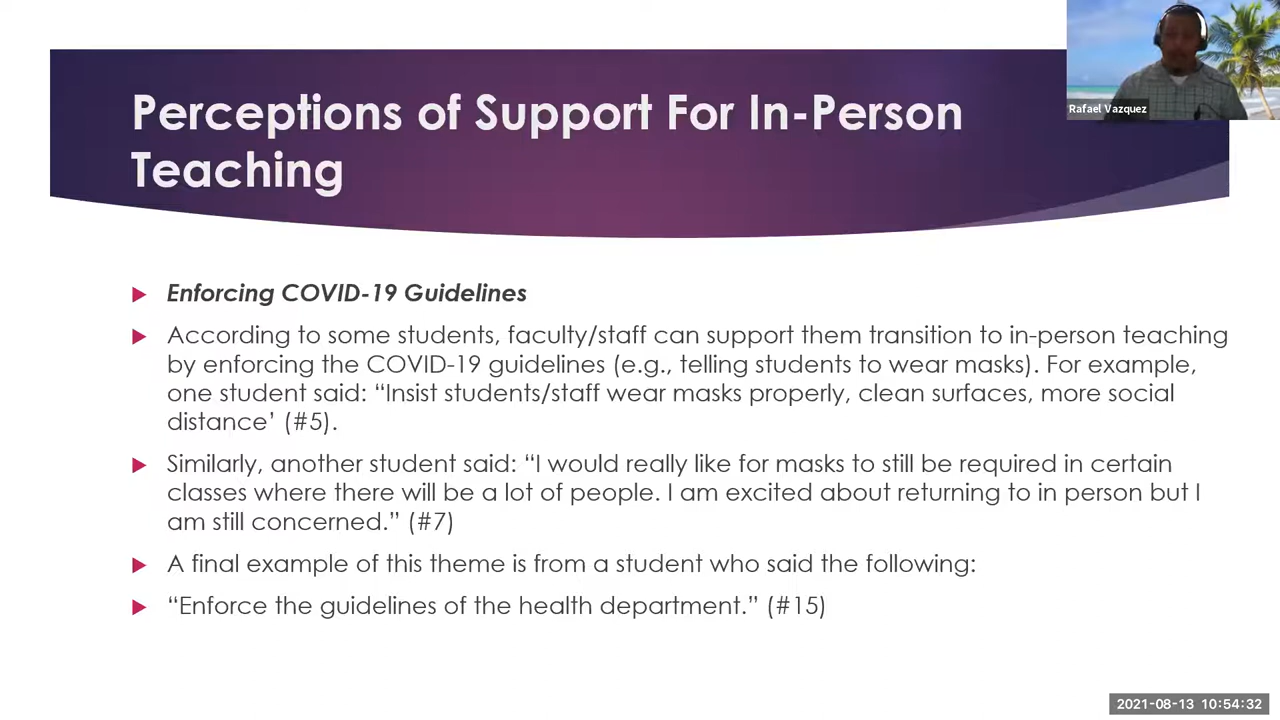 Perceptions of Support For In-Person
Teaching
Rafael Vazquez
Enforcing COVID-19 Guidelines
According to some students, faculty/staff can support them transition to in-person teaching
by enforcing the COVID-19 guidelines (e.g., telling students to wear masks). For example,
one student said: “Insist students/staff wear masks properly, clean surfaces, more social
distance’ (#5).
Similarly, another student said: “I would really like for masks to still be required in certain
classes where there will be a lot of people. I am excited about returning to in person but I
am still concerned.” (#7)
A final example of this theme is from a student who said the following:
“Enforce the guidelines of the health department.” (#15)
2021-08-13 10:54:32